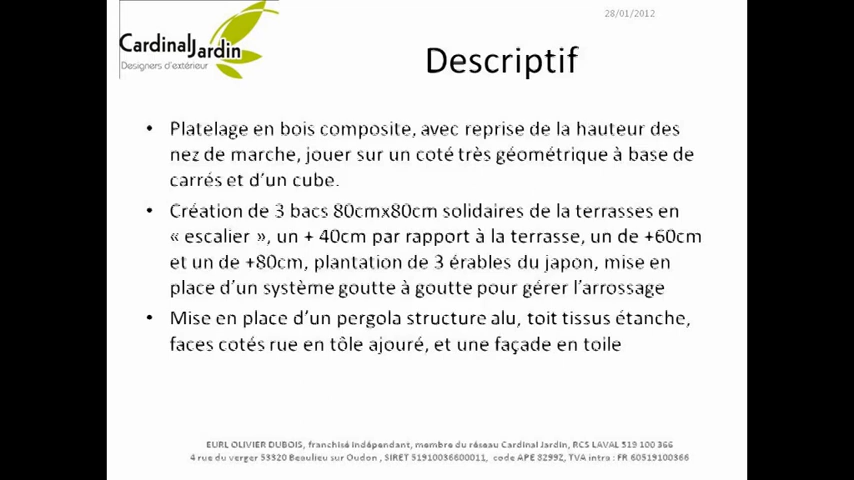 28/01/2012
CardinalJardin
Designers d'extérieur
Descriptif
• Platelage en bois composite, avec reprise de la hauteur des
nez de marche, jouer sur un coté très géométrique à base de
carrés et d'un cube.
• Création de 3 bacs 80cmx80cm solidaires de la terrasses en
« escalier », un + 40cm par rapport à la terrasse, un de +60cm
et un de +80cm, plantation de 3 érables du japon, mise en
place d'un système goutte à goutte pour gérer l'arrossage
• Mise en place d'un pergola structure alu, toit tissus étanche,
faces cotés rue en tôle ajouré, et une façade en toile
EURL OLIVIER DUBOIS, franchisé indépendant, membre du réseau Cardinal Jardin, RCS LAVAL 519 100 366
4 rue du verger 53320 Beaulieu sur Oudon , SIRET 51910036600011, code APE 8299Z, TVA intra : FR 60519100366